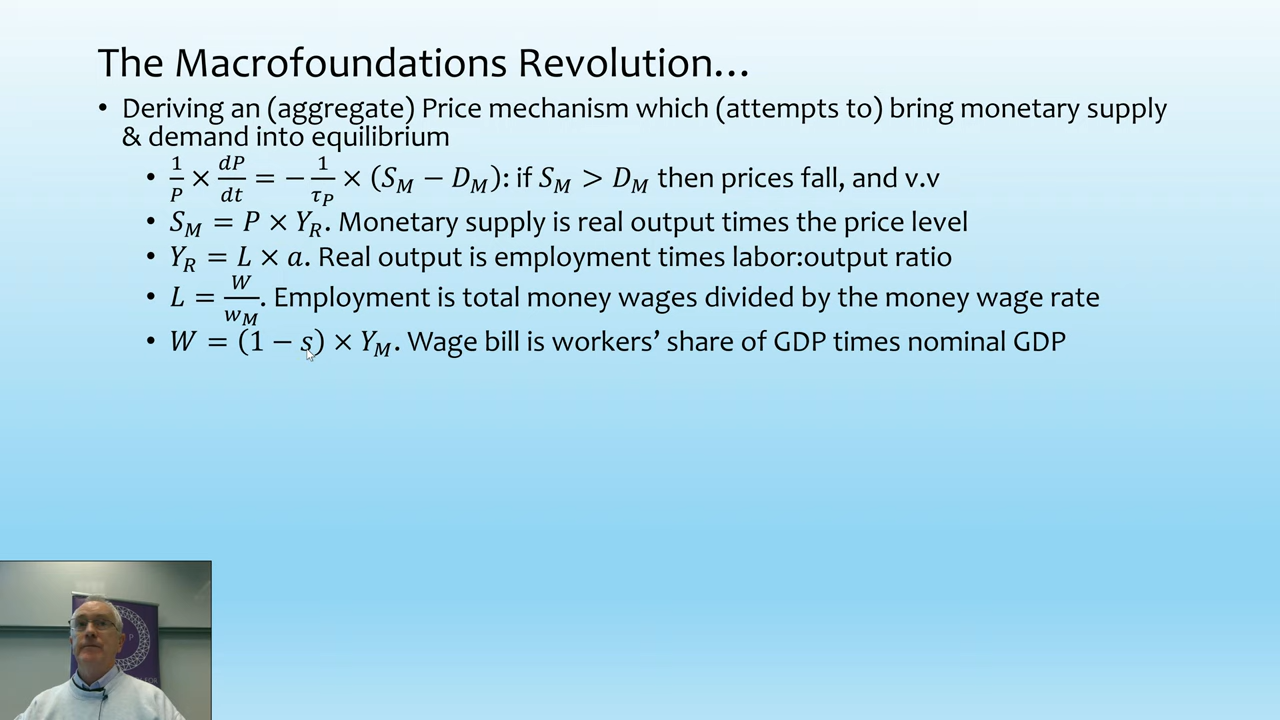 The Macrofoundations Revolution…
• Deriving an (aggregate) Price mechanism which (attempts to) bring monetary supply
& demand into equilibrium
• 1/P × dP/dt = − 1/τ_P × (S_M − D_M): if S_M > D_M then prices fall, and v.v
• S_M = P × Y_R. Monetary supply is real output times the price level
• Y_R = L × a. Real output is employment times labor:output ratio
• L = W/w_M. Employment is total money wages divided by the money wage rate
• W = (1 − s) × Y_M. Wage bill is workers’ share of GDP times nominal GDP